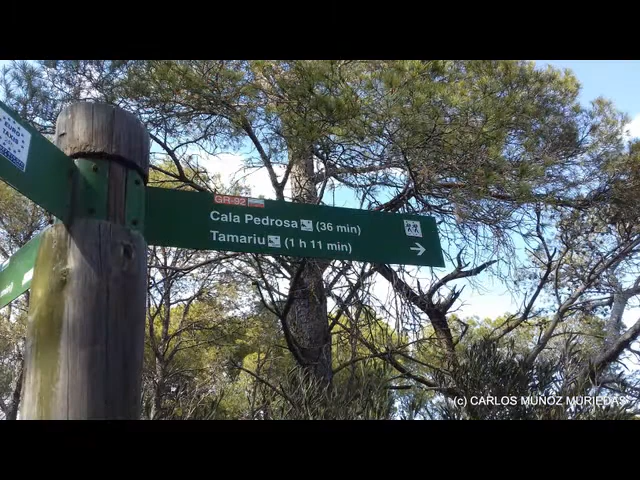 GR-92
Cala Pedrosa (36 min)
Tamariu (1 h 11 min)
(c) CARLOS MUÑOZ MURIEDAS